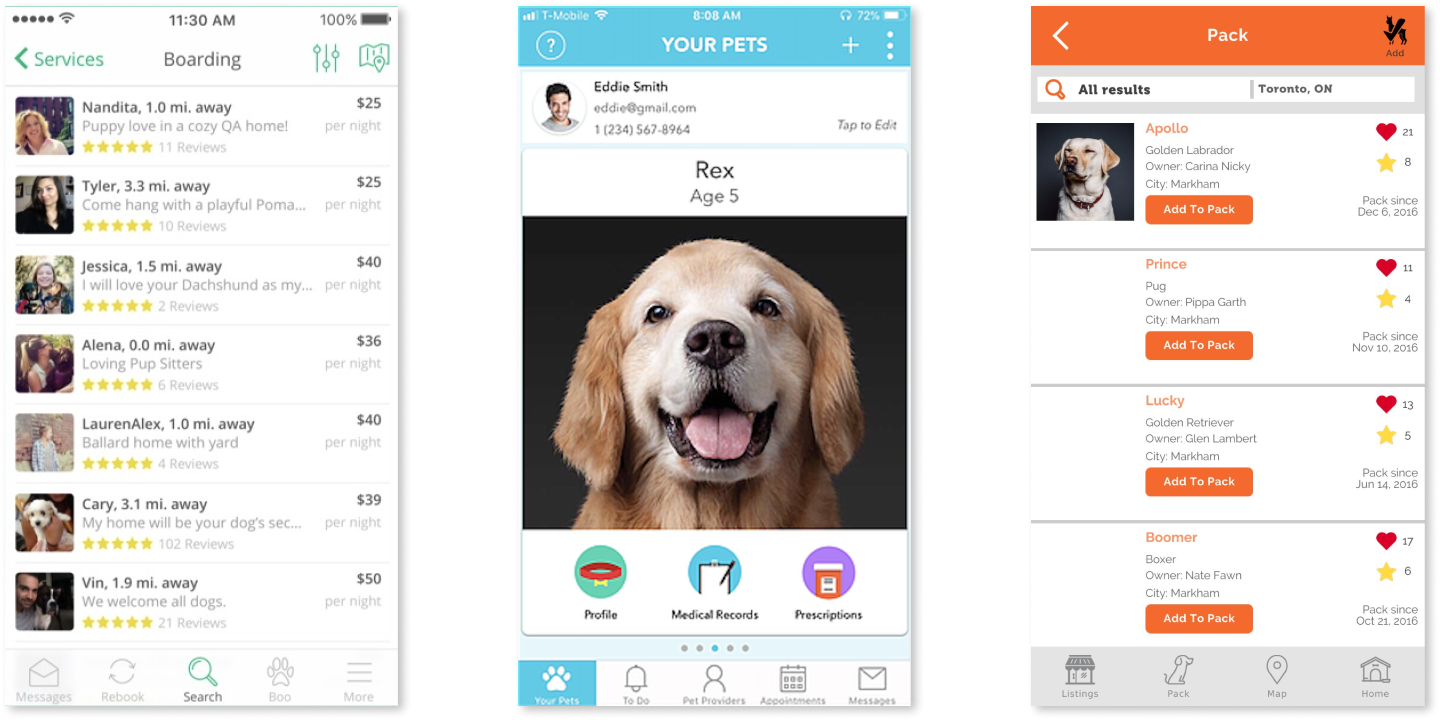 11:30 AM
100%
Services
Boarding
Nandita, 1.0 mi. away
$25
Puppy love in a cozy QA home!
per night
11 Reviews
Tyler, 3.3 mi. away
$25
Come hang with a playful Poma...
per night
10 Reviews
Jessica, 1.5 mi. away
$40
I will love your Dachshund as my...
per night
2 Reviews
Alena, 0.0 mi. away
$36
Loving Pup Sitters
per night
6 Reviews
LaurenAlex, 1.0 mi. away
$40
Ballard home with yard
per night
4 Reviews
Cary, 3.1 mi. away
$39
My home will be your dog's sec...
per night
102 Reviews
Vin, 1.9 mi. away
$50
We welcome all dogs.
per night
21 Reviews
Messages
Rebook
Search
Boo
More
T-Mobile
8:08 AM
72%
?
YOUR PETS
+
Eddie Smith
eddie@gmail.com
1 (234) 567-8964
Tap to Edit
Rex
Age 5
Profile
Medical Records
Prescriptions
Your Pets
To Do
Pet Providers
Appointments
Messages
Pack
Add
All results
Toronto, ON
Apollo
21
Golden Labrador
Owner: Carina Nicky
8
City: Markham
Add To Pack
Pack since
Dec 6, 2016
Prince
11
Pug
Owner: Pippa Garth
4
City: Markham
Add To Pack
Pack since
Nov 10, 2016
Lucky
13
Golden Retriever
Owner: Glen Lambert
5
City: Markham
Add To Pack
Pack since
Jun 14, 2016
Boomer
17
Boxer
Owner: Nate Fawn
6
City: Markham
Add To Pack
Pack since
Oct 21, 2016
Listings
Pack
Map
Home